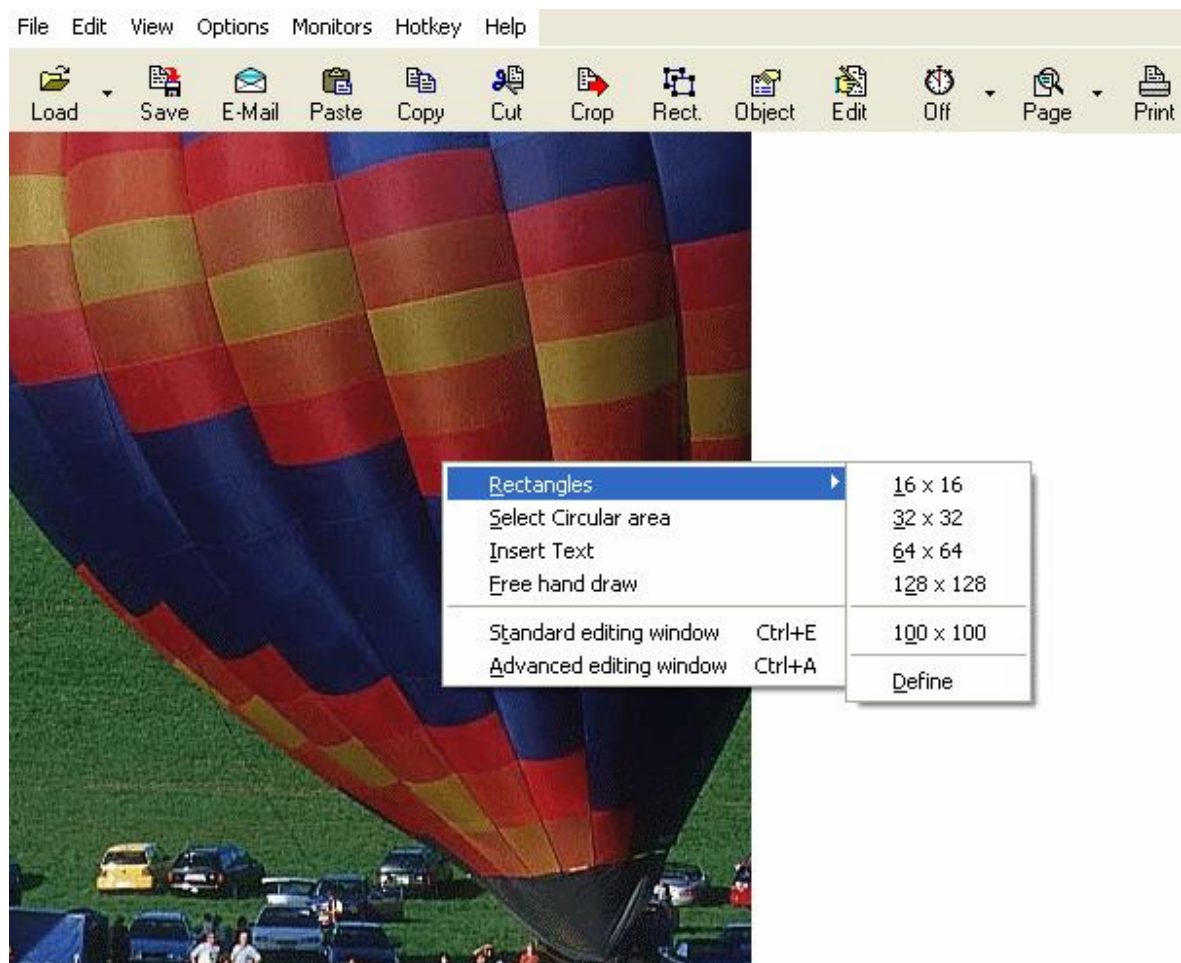 File Edit View Options Monitors Hotkey Help
Load Save E-Mail Paste Copy Cut Crop Rect. Object Edit Off Page Print
Rectangles
Select Circular area
Insert Text
Free hand draw
Standard editing window Ctrl+E
Advanced editing window Ctrl+A
16 x 16
32 x 32
64 x 64
128 x 128
100 x 100
Define